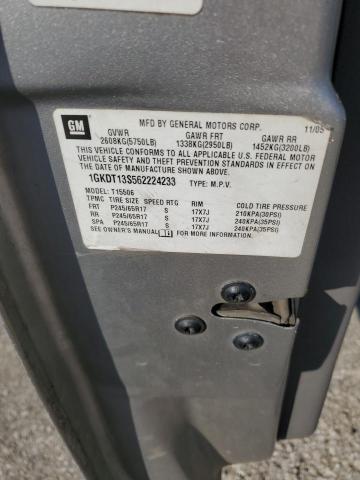 GM
MFD BY GENERAL MOTORS CORP. 11/05
GVWR GAWR FRT GAWR RR
2608KG(5750LB) 1338KG(2950LB) 1452KG(3200LB)
THIS VEHICLE CONFORMS TO ALL APPLICABLE U.S. FEDERAL MOTOR
VEHICLE SAFETY AND THEFT PREVENTION STANDARDS IN EFFECT
ON THE DATE OF MANUFACTURE SHOWN ABOVE.
1GKDT13S562224233 TYPE: M.P.V.
MODEL: T15506
TPMC TIRE SIZE SPEED RTG RIM COLD TIRE PRESSURE
FRT P245/65R17 S 17X7J 210KPA(30PSI)
RR P245/65R17 S 17X7J 240KPA(35PSI)
SPA P245/65R17 S 17X7J 240KPA(35PSI)
SEE OWNER'S MANUAL FOR MORE INFORMATION.